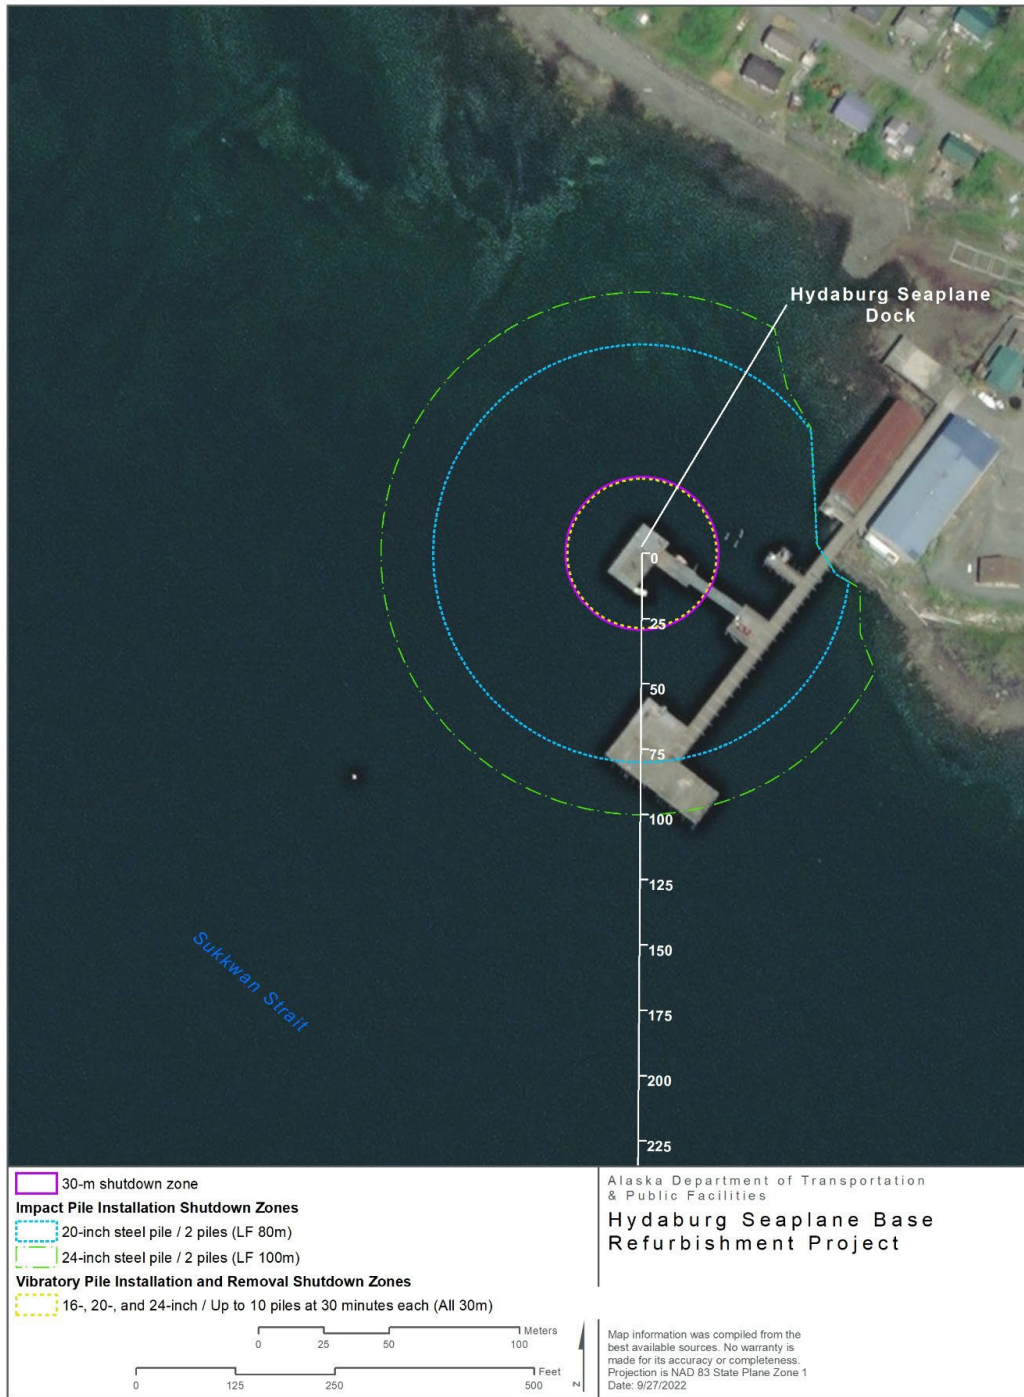 Hydaburg Seaplane
Dock
0
25
50
75
100
125
150
175
200
225
Sukkwan Strait
30-m shutdown zone
Impact Pile Installation Shutdown Zones
20-inch steel pile / 2 piles (LF 80m)
24-inch steel pile / 2 piles (LF 100m)
Vibratory Pile Installation and Removal Shutdown Zones
16-, 20-, and 24-inch / Up to 10 piles at 30 minutes each (All 30m)
Meters
0 25 50 100
Feet
0 125 250 500
N
Alaska Department of Transportation
& Public Facilities
Hydaburg Seaplane Base
Refurbishment Project
Map information was compiled from the
best available sources. No warranty is
made for its accuracy or completeness.
Projection is NAD 83 State Plane Zone 1
Date: 9/27/2022